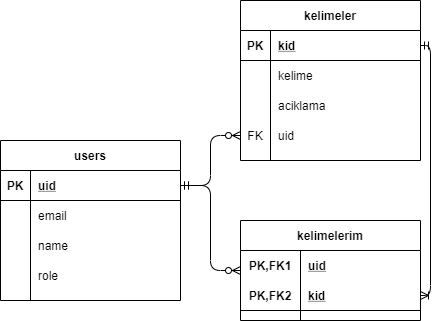 kelimeler
PK kid
kelime
aciklama
FK uid
users
PK uid
email
name
role
kelimelerim
PK,FK1 uid
PK,FK2 kid